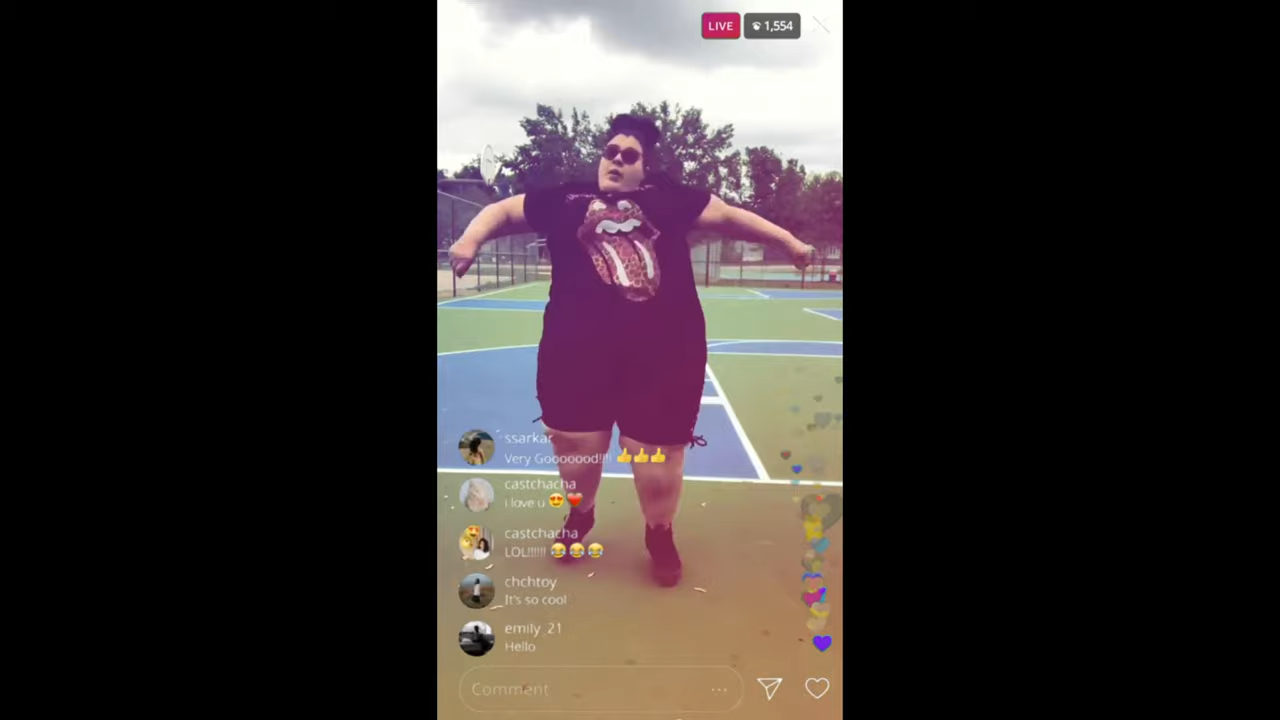 LIVE
1,554
ssarkar
Very Gooooood!!!! 👍👍👍
castchacha
i love u 😍❤️
castchacha
LOL!!!!!! 😂😂😂
chchtoy
It's so cool
emily_21
Hello
Comment